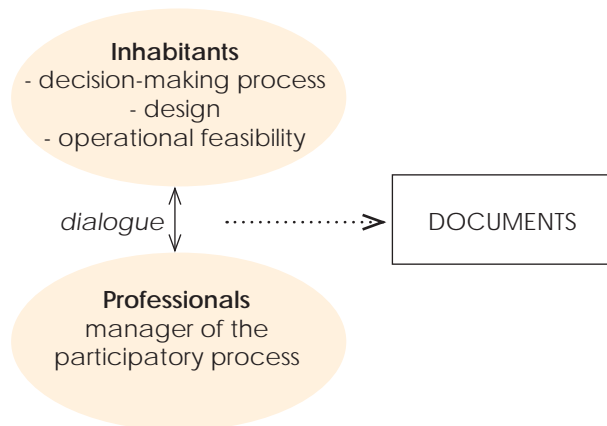 Inhabitants
- decision-making process
- design
- operational feasibility
dialogue
DOCUMENTS
Professionals
manager of the
participatory process